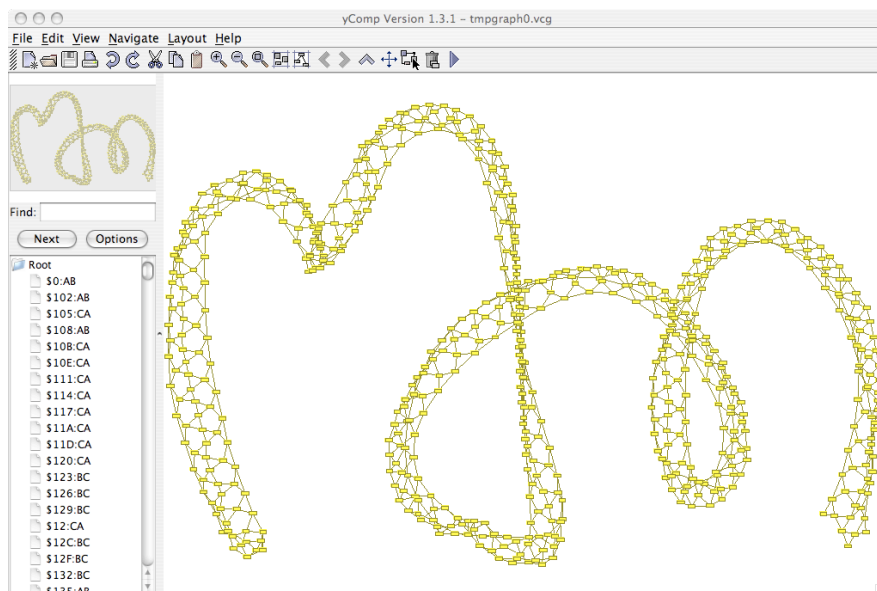 yComp Version 1.3.1 - tmpgraph0.vcg
File Edit View Navigate Layout Help
Find:
Next Options
Root
$0:AB
$102:AB
$105:CA
$108:AB
$10B:CA
$10E:CA
$111:CA
$114:CA
$117:CA
$11A:CA
$11D:CA
$120:CA
$123:BC
$126:BC
$129:BC
$12:CA
$12C:BC
$12F:BC
$132:BC
$135:AB